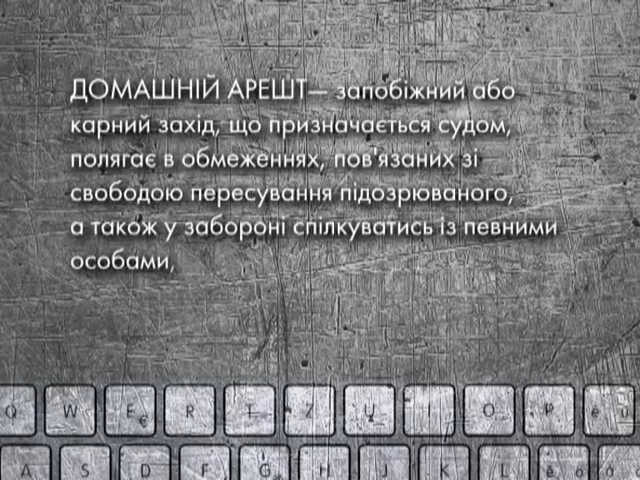 ДОМАШНІЙ АРЕШТ— запобіжний або
карний захід, що призначається судом,
полягає в обмеженнях, пов'язаних зі
свободою пересування підозрюваного,
а також у забороні спілкуватись із певними
особами,
Q W E € R T Z U I O P è ü
A S D F G H J K L é ö à